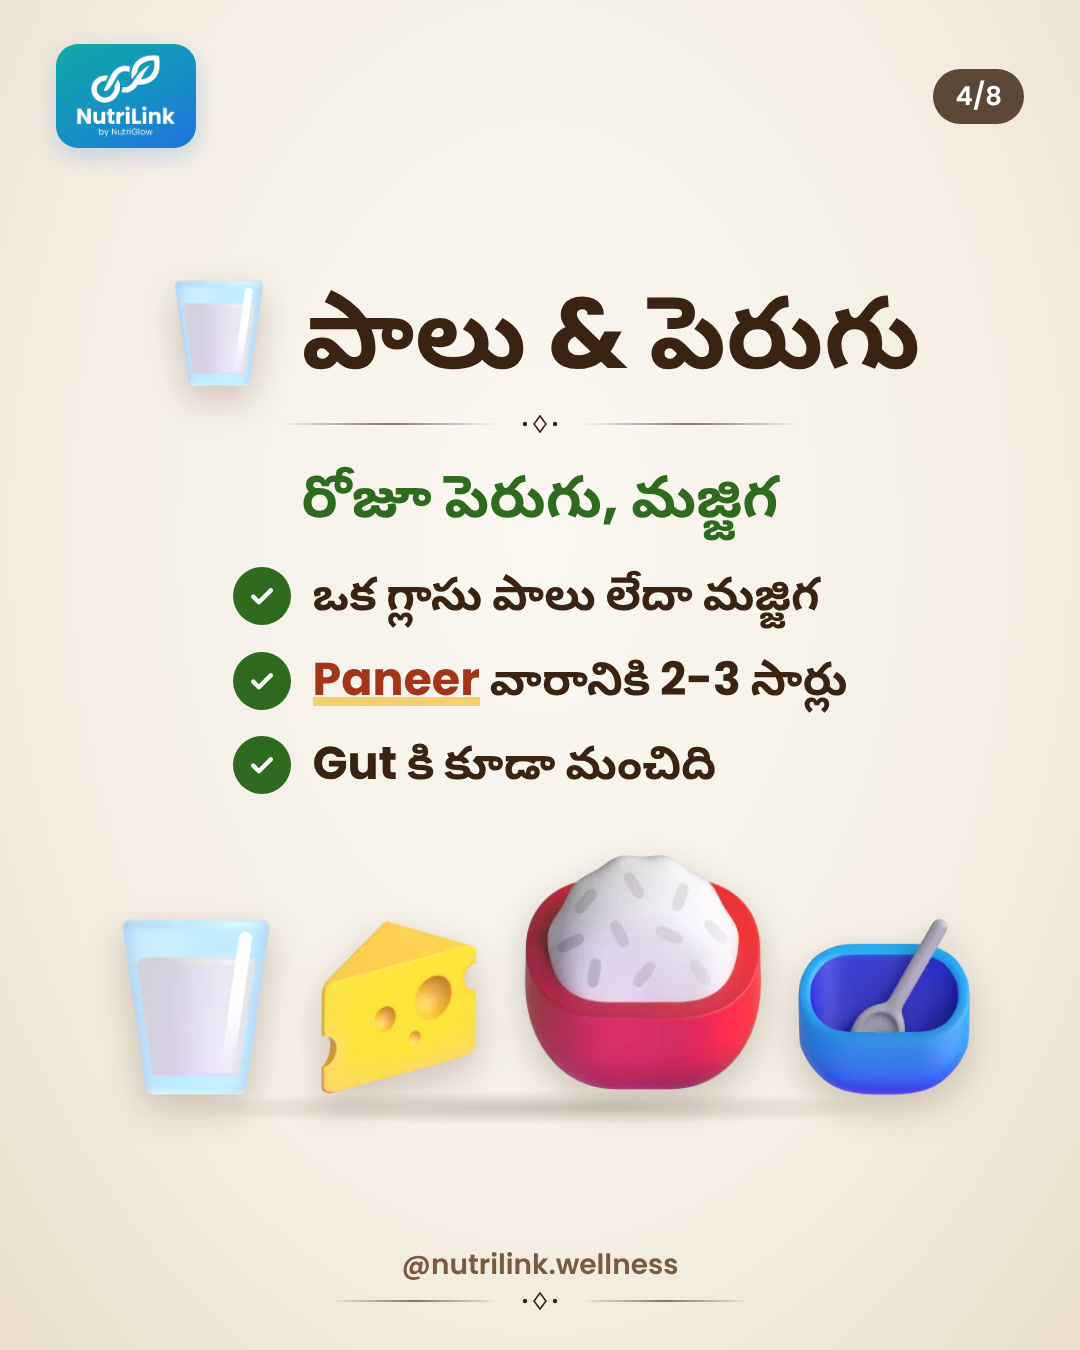 NutriLink
by NutriGlow
4/8
పాలు & పెరుగు
రోజూ పెరుగు, మజ్జిగ
ఒక గ్లాసు పాలు లేదా మజ్జిగ
Paneer వారానికి 2–3 సార్లు
Gut కి కూడా మంచిది
@nutrilink.wellness